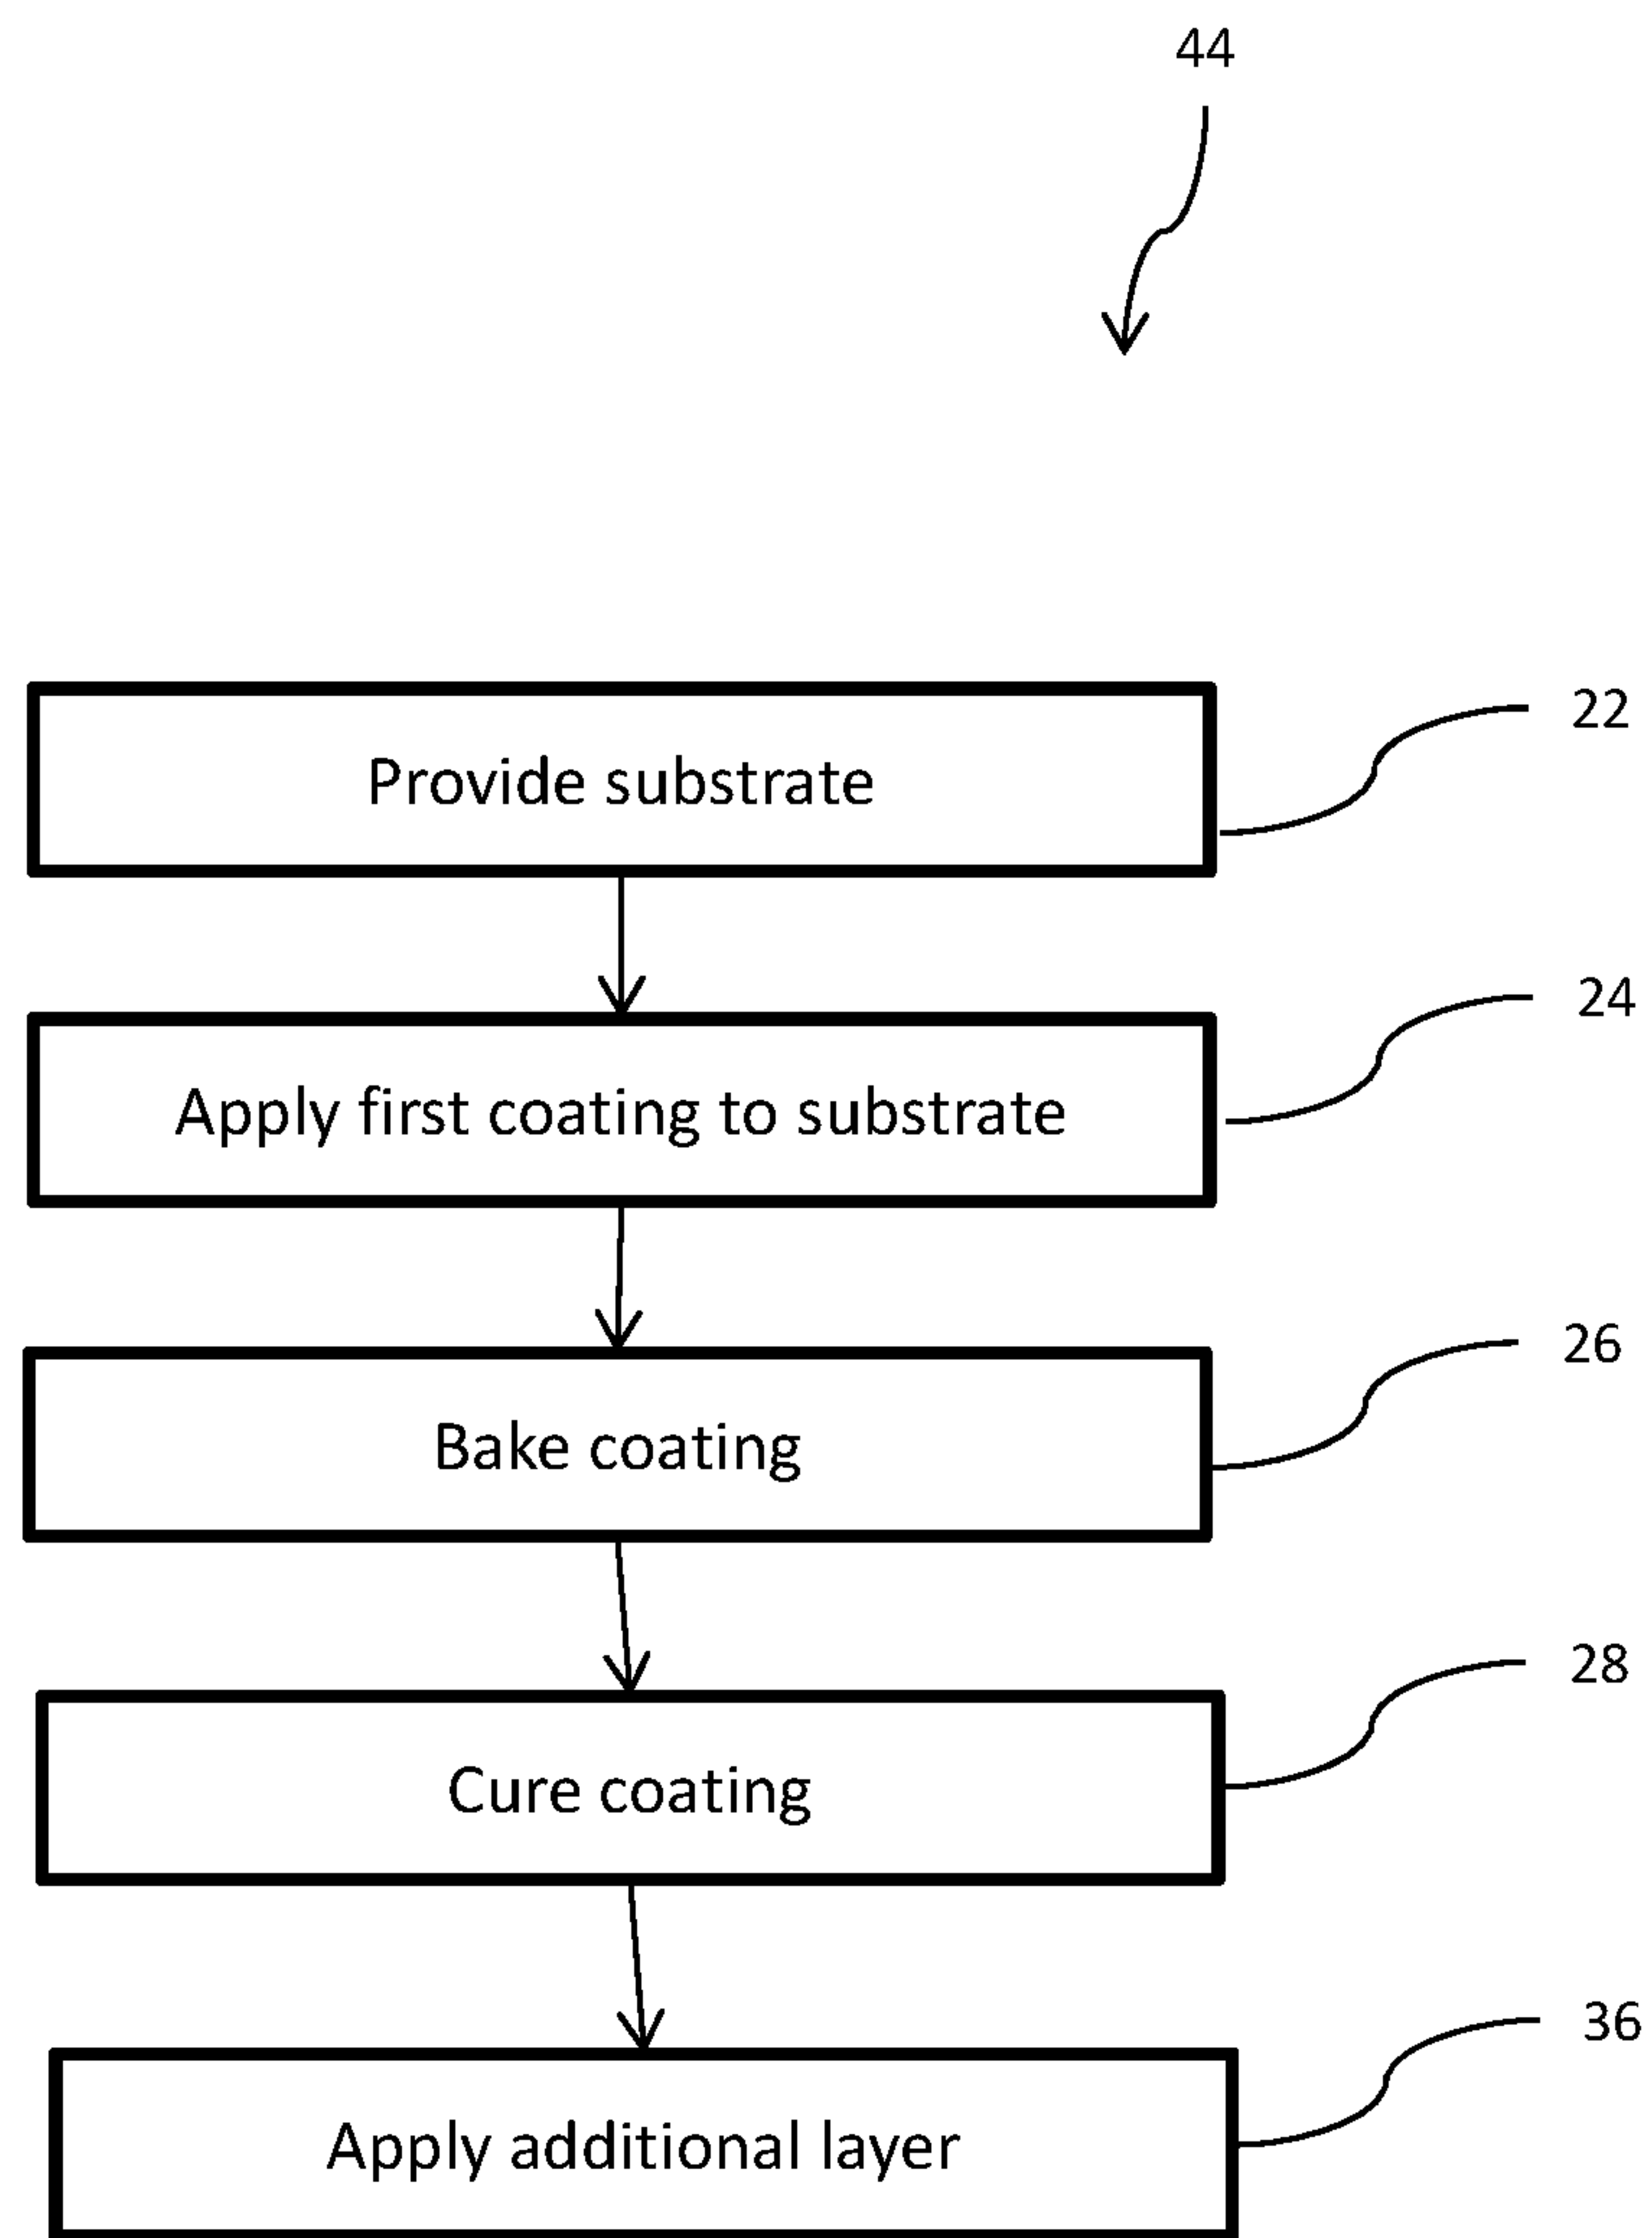 44
Provide substrate
22
Apply first coating to substrate
24
Bake coating
26
Cure coating
28
Apply additional layer
36